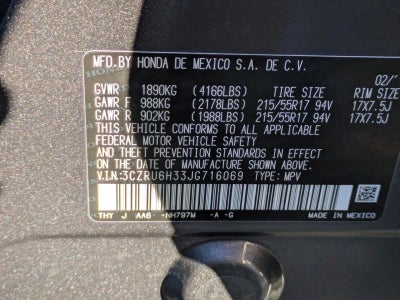 MFD.BY HONDA DE MEXICO S.A. DE C.V.
02/
GVWR 1890KG (4166LBS) TIRE SIZE RIM SIZE
GAWR F 988KG (2178LBS) 215/55R17 94V 17X7.5J
GAWR R 902KG (1988LBS) 215/55R17 94V 17X7.5J
THIS VEHICLE CONFORMS TO ALL APPLICABLE
FEDERAL MOTOR VEHICLE SAFETY, BUMPER,
AND THEFT PREVENTION STANDARDS IN EFFECT
ON THE DATE OF MANUFACTURE SHOWN ABOVE.
V.I.N.:3CZRU6H33JG716069 TYPE: MPV
THY J AA6 -NH797M -A -G MADE IN MEXICO